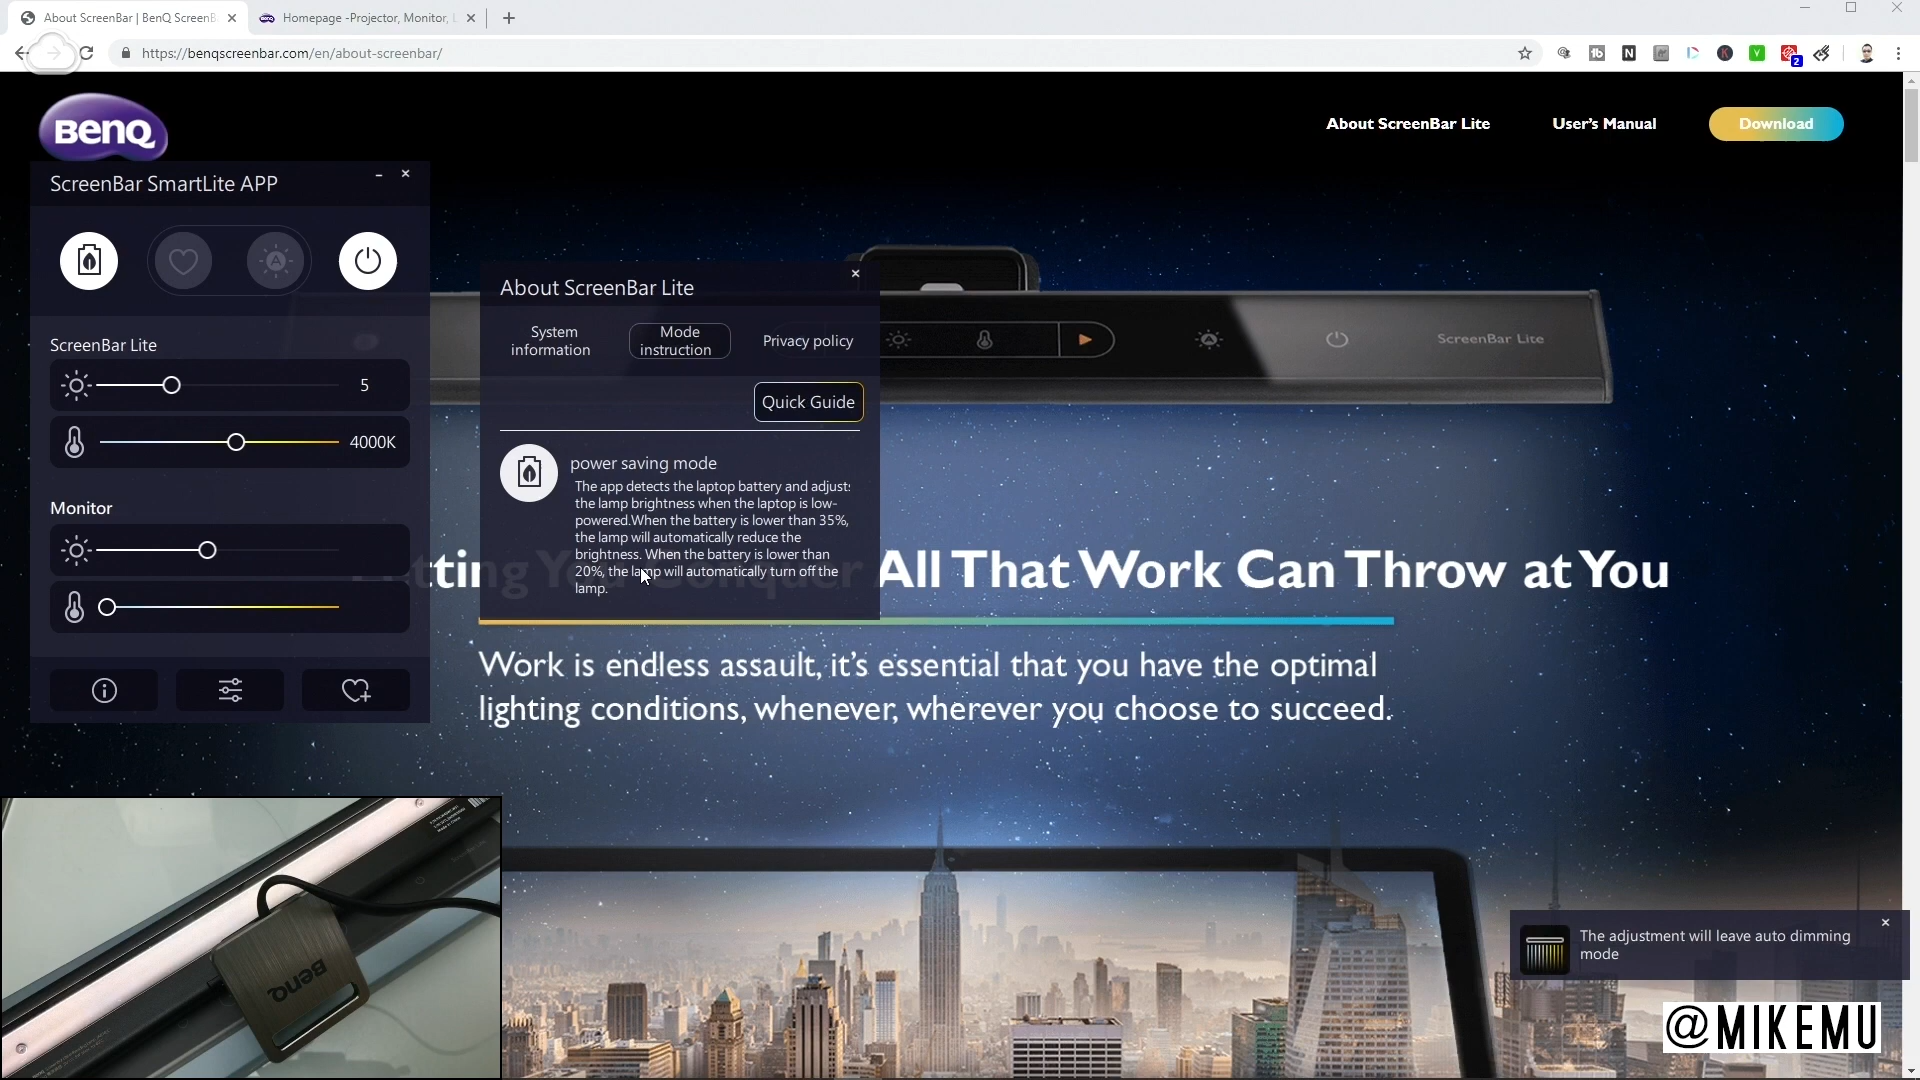 About ScreenBar | BenQ ScreenB
Homepage -Projector, Monitor, L
https://benqscreenbar.com/en/about-screenbar/
2
BenQ
About ScreenBar Lite
User's Manual
Download
ScreenBar SmartLite APP
ScreenBar Lite
5
4000K
Monitor
About ScreenBar Lite
System
information
Mode
instruction
Privacy policy
Quick Guide
power saving mode
The app detects the laptop battery and adjusts
the lamp brightness when the laptop is low-
powered.When the battery is lower than 35%,
the lamp will automatically reduce the
brightness. When the battery is lower than
20%, the lamp will automatically turn off the
lamp.
ScreenBar Lite
All That Work Can Throw at You
Work is endless assault, it's essential that you have the optimal
lighting conditions, whenever, wherever you choose to succeed.
BenQ
The adjustment will leave auto dimming
mode
@MIKEMU